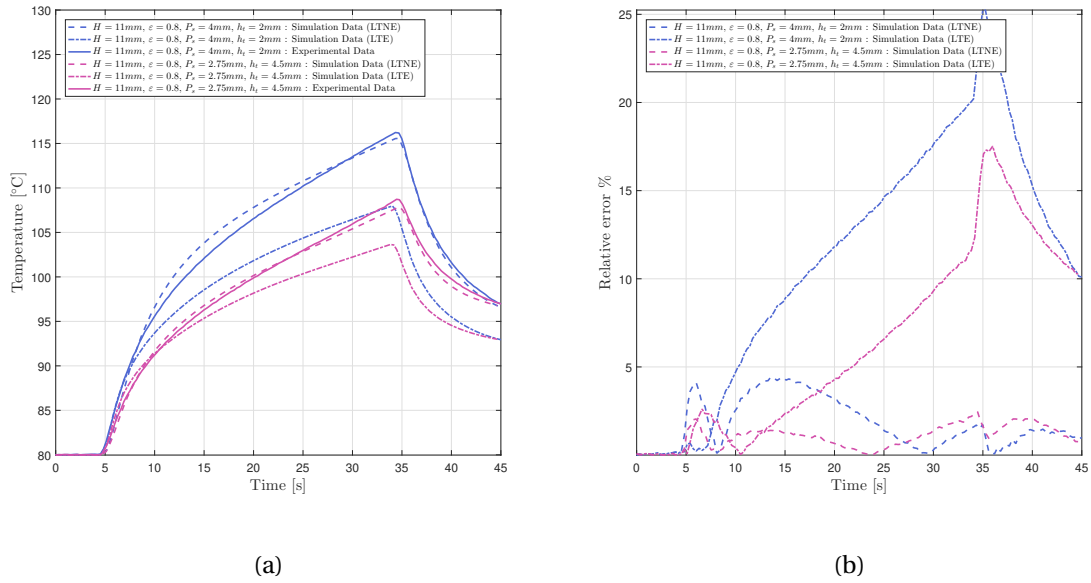 130
125
120
115
110
105
100
95
90
85
80
Temperature [°C]
H = 11mm, ε = 0.8, P_s = 4mm, h_t = 2mm : Simulation Data (LTNE)
H = 11mm, ε = 0.8, P_s = 4mm, h_t = 2mm : Simulation Data (LTE)
H = 11mm, ε = 0.8, P_s = 4mm, h_t = 2mm : Experimental Data
H = 11mm, ε = 0.8, P_s = 2.75mm, h_t = 4.5mm : Simulation Data (LTNE)
H = 11mm, ε = 0.8, P_s = 2.75mm, h_t = 4.5mm : Simulation Data (LTE)
H = 11mm, ε = 0.8, P_s = 2.75mm, h_t = 4.5mm : Experimental Data
0 5 10 15 20 25 30 35 40 45
Time [s]
(a)
25
20
15
10
5
Relative error %
H = 11mm, ε = 0.8, P_s = 4mm, h_t = 2mm : Simulation Data (LTNE)
H = 11mm, ε = 0.8, P_s = 4mm, h_t = 2mm : Simulation Data (LTE)
H = 11mm, ε = 0.8, P_s = 2.75mm, h_t = 4.5mm : Simulation Data (LTNE)
H = 11mm, ε = 0.8, P_s = 2.75mm, h_t = 4.5mm : Simulation Data (LTE)
0 5 10 15 20 25 30 35 40 45
Time [s]
(b)